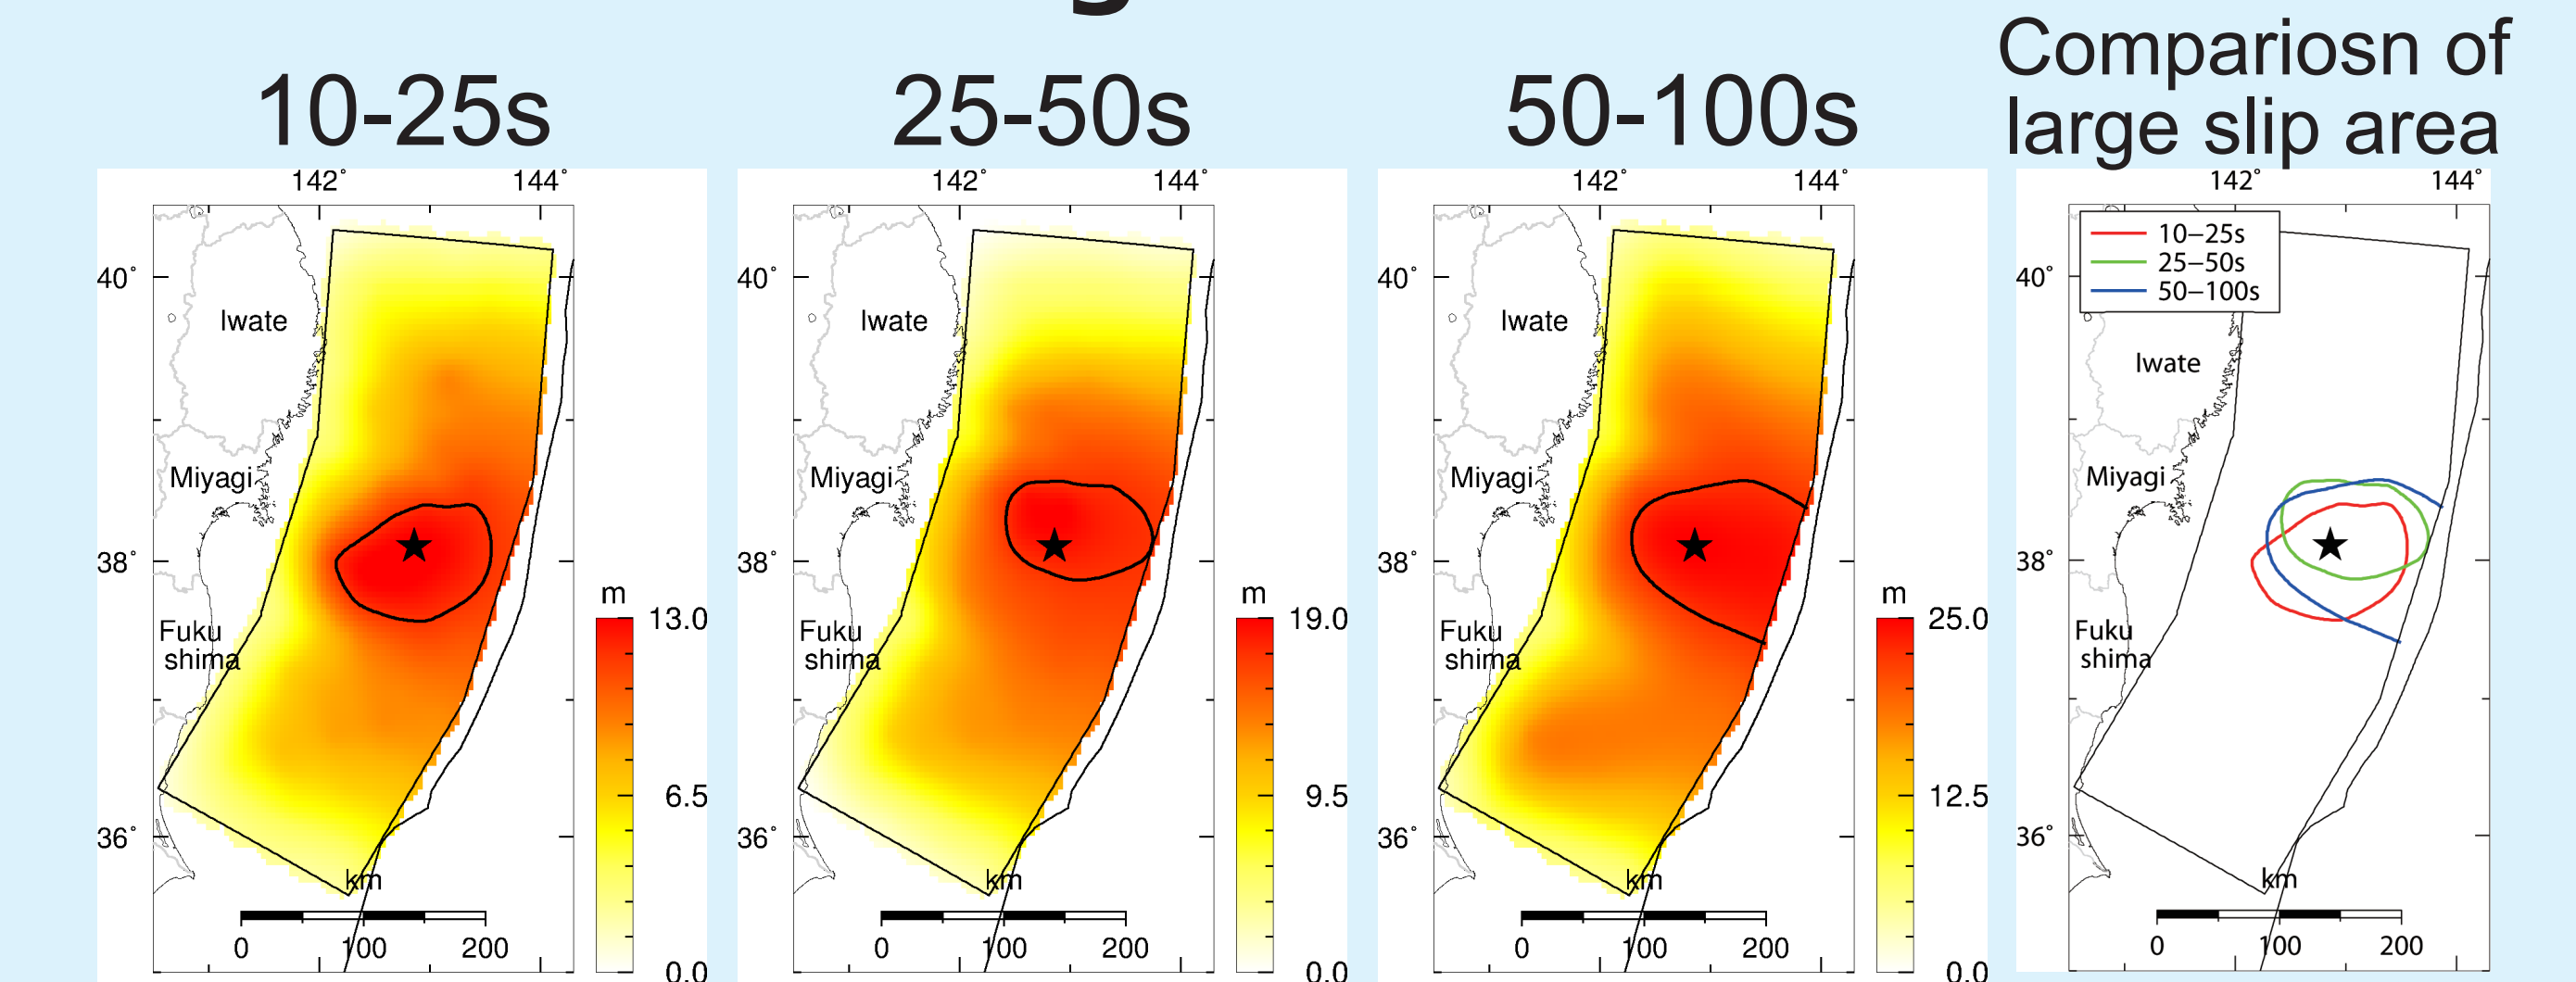 10-25s
25-50s
50-100s
Compariosn of
large slip area
142° 144°
40°
Iwate
Miyagi
38°
Fuku
shima
36°
km
0 100 200
m
13.0
6.5
0.0
142° 144°
40°
Iwate
Miyagi
38°
Fuku
shima
36°
km
0 100 200
m
19.0
9.5
0.0
142° 144°
40°
Iwate
Miyagi
38°
Fuku
shima
36°
km
0 100 200
m
25.0
12.5
0.0
142° 144°
10−25s
25−50s
50−100s
40°
Iwate
Miyagi
38°
Fuku
shima
36°
km
0 100 200